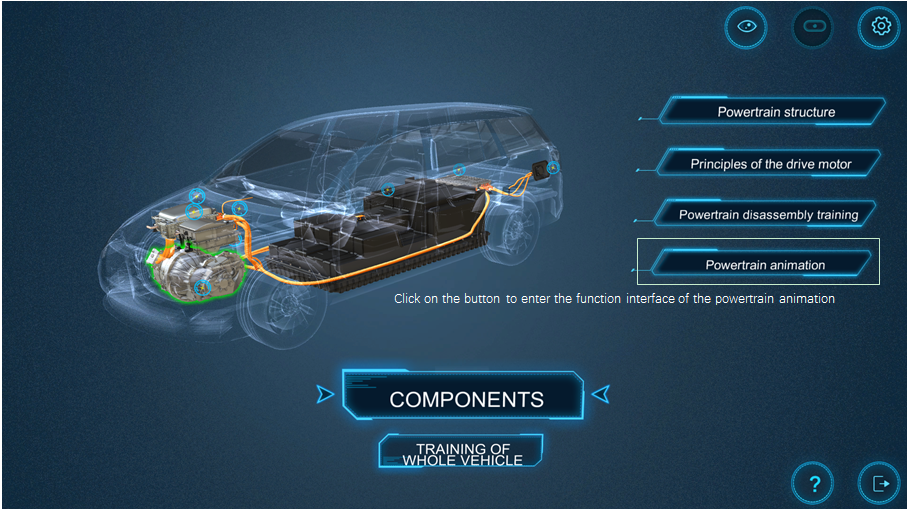 Powertrain structure
Principles of the drive motor
Powertrain disassembly training
Powertrain animation
Click on the button to enter the function interface of the powertrain animation
COMPONENTS
TRAINING OF
WHOLE VEHICLE
?